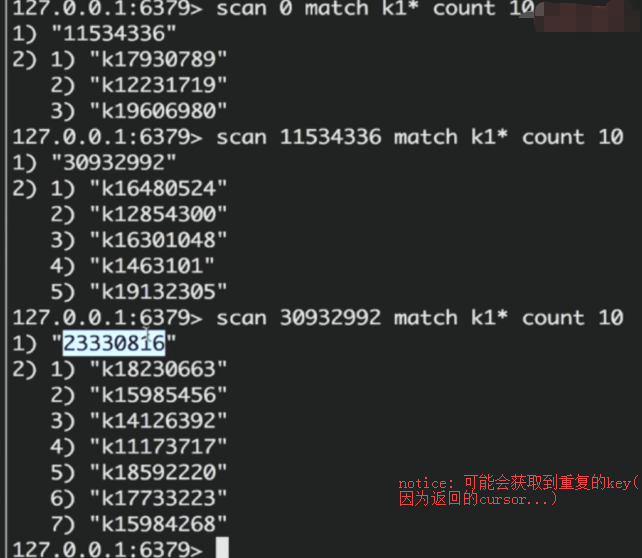 127.0.0.1:6379> scan 0 match k1* count 10
1) "11534336"
2) 1) "k17930789"
2) "k12231719"
3) "k19606980"
127.0.0.1:6379> scan 11534336 match k1* count 10
1) "30932992"
2) 1) "k16480524"
2) "k12854300"
3) "k16301048"
4) "k1463101"
5) "k19132305"
127.0.0.1:6379> scan 30932992 match k1* count 10
1) "23330816"
2) 1) "k18230663"
2) "k15985456"
3) "k14126392"
4) "k11173717"
5) "k18592220"
6) "k17733223"
7) "k15984268"
notice: 可能会获取到重复的key(
因为返回的cursor...)
127.0.0.1:6379>